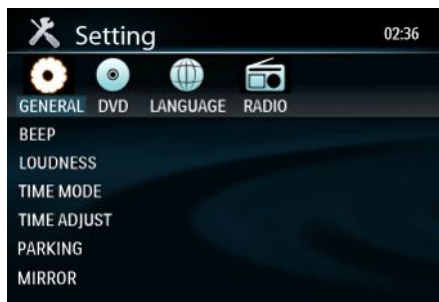 Setting 02:36
GENERAL DVD LANGUAGE RADIO
BEEP
LOUDNESS
TIME MODE
TIME ADJUST
PARKING
MIRROR